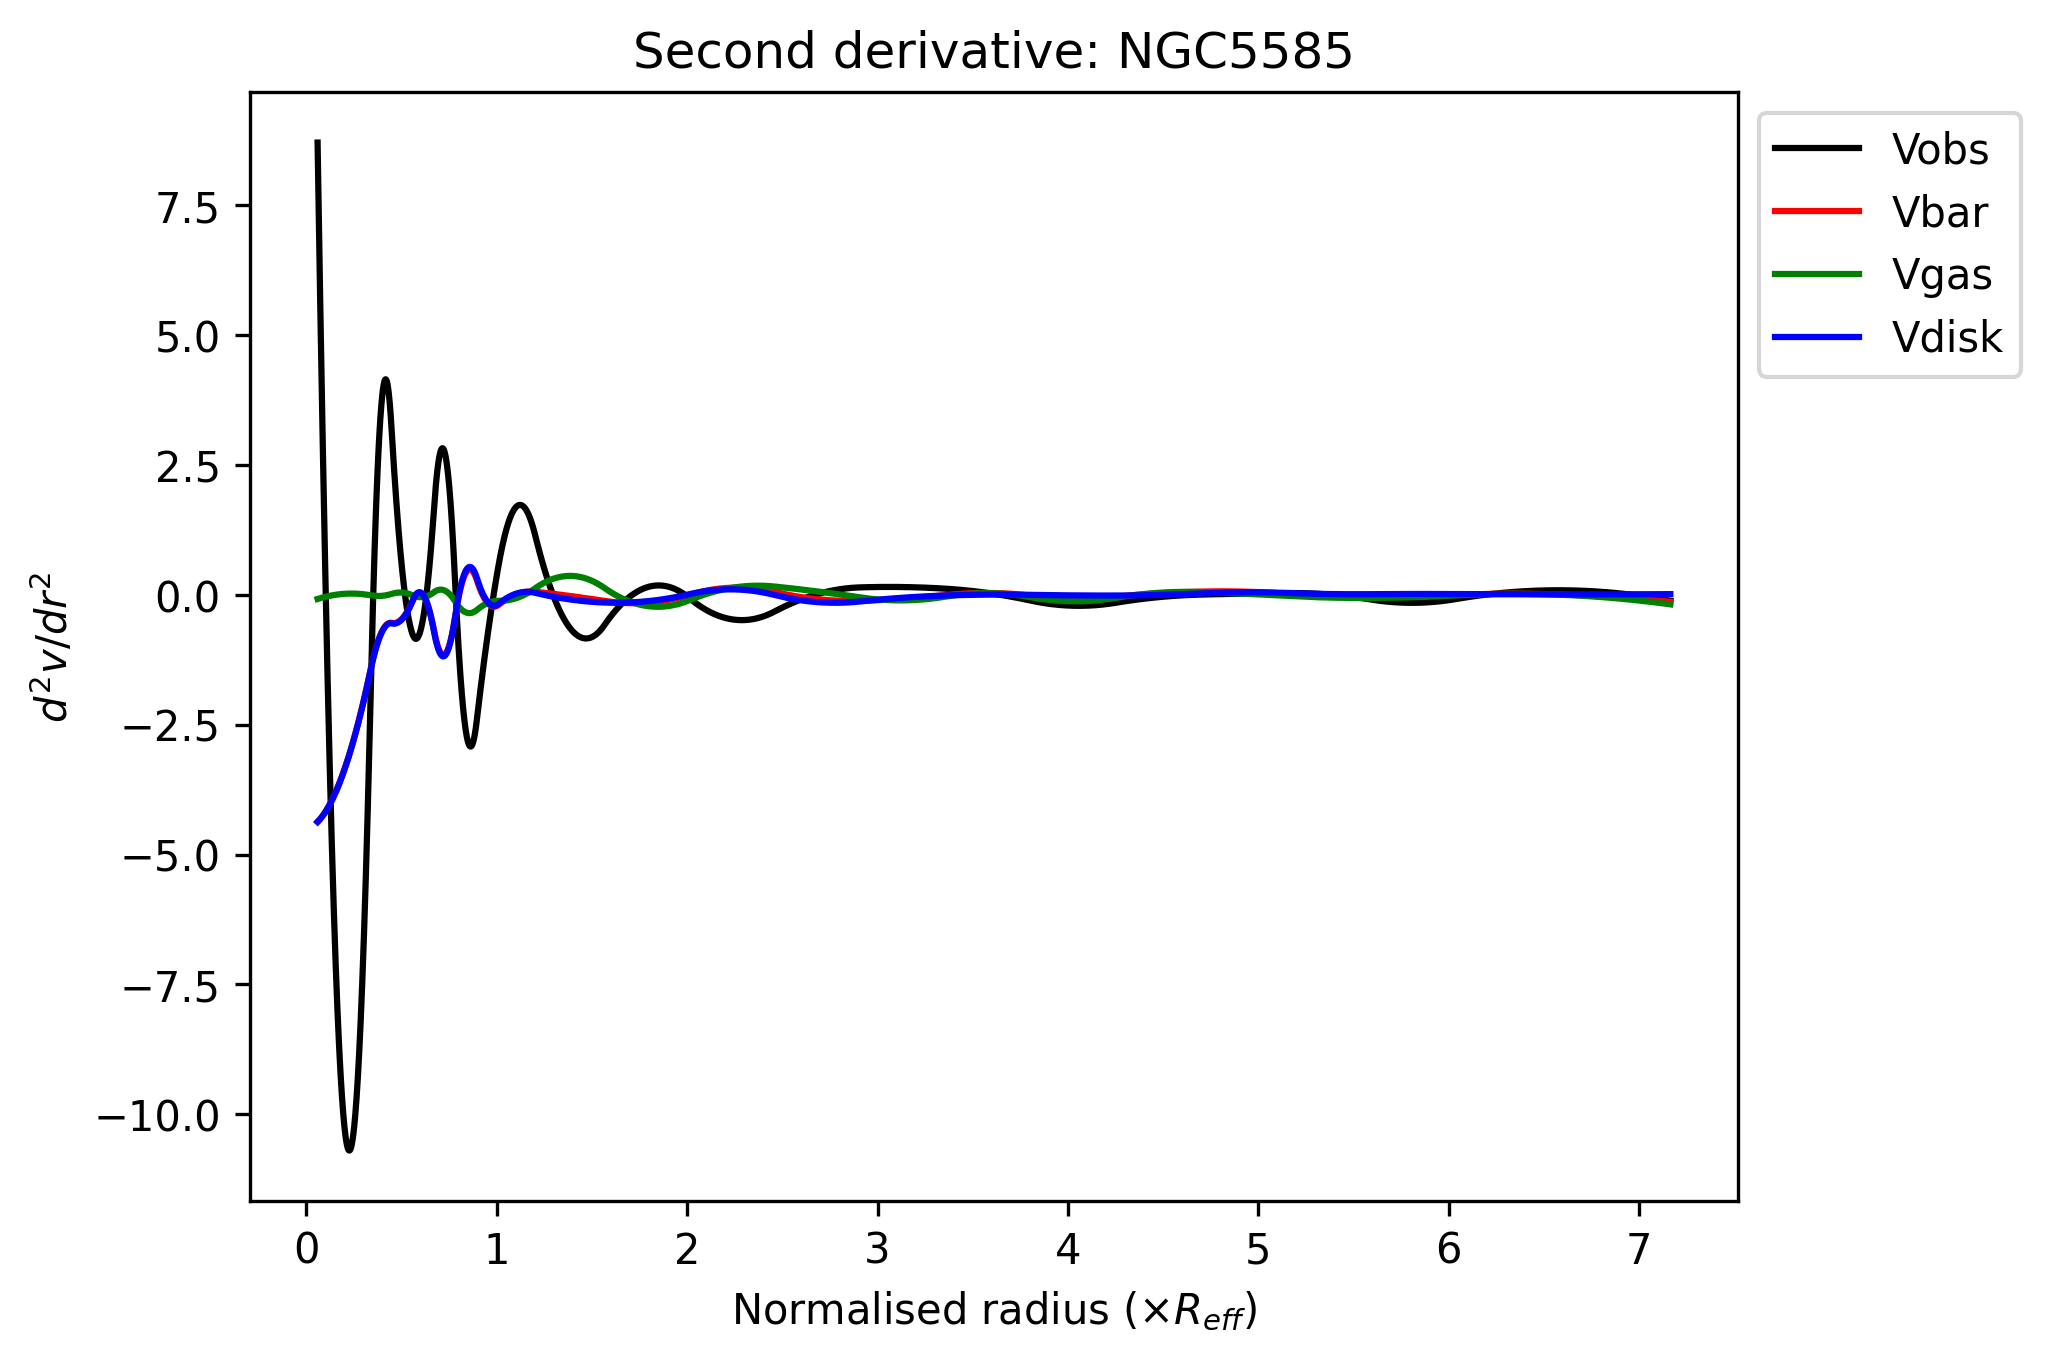 Second derivative: NGC5585
Vobs
Vbar
Vgas
Vdisk
7.5
5.0
2.5
0.0
−2.5
−5.0
−7.5
−10.0
d²v/dr²
0 1 2 3 4 5 6 7
Normalised radius (×R_eff)